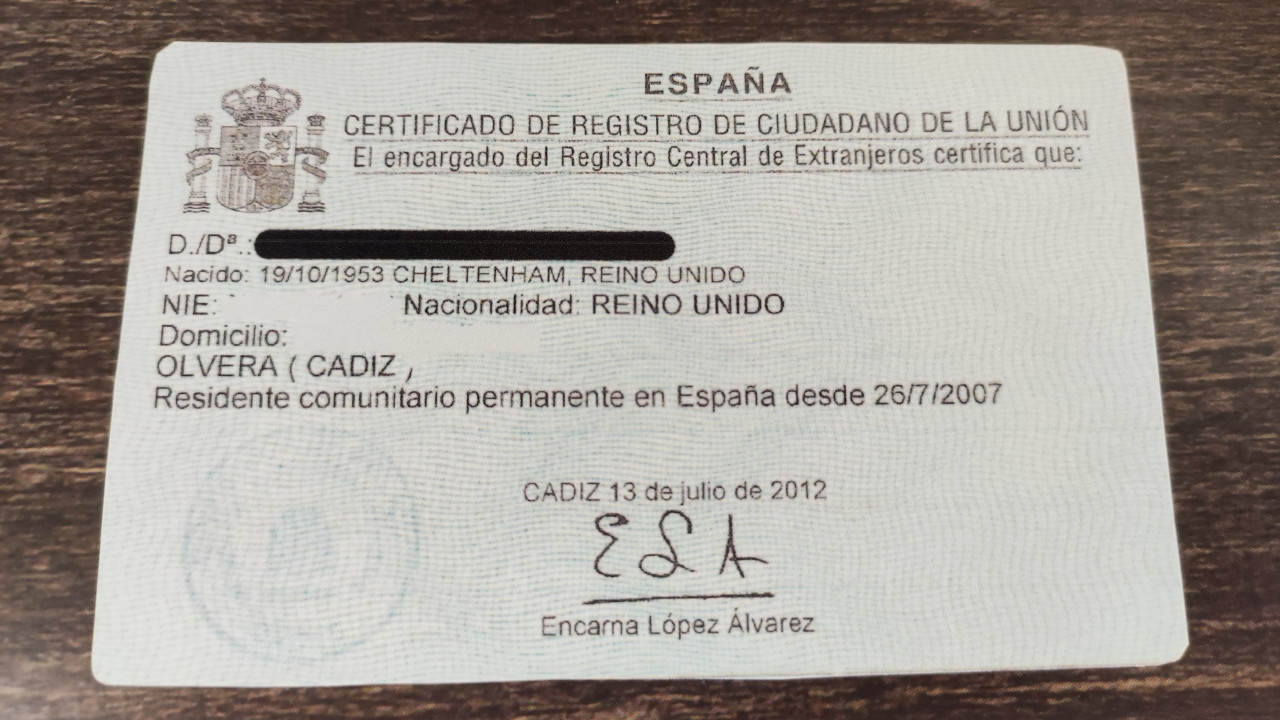 ESPAÑA
CERTIFICADO DE REGISTRO DE CIUDADANO DE LA UNIÓN
El encargado del Registro Central de Extranjeros certifica que:
D./Dª.:
Nacido: 19/10/1953 CHELTENHAM, REINO UNIDO
NIE: Nacionalidad: REINO UNIDO
Domicilio:
OLVERA ( CADIZ )
Residente comunitario permanente en España desde 26/7/2007
CADIZ 13 de julio de 2012
ELA
Encarna López Álvarez